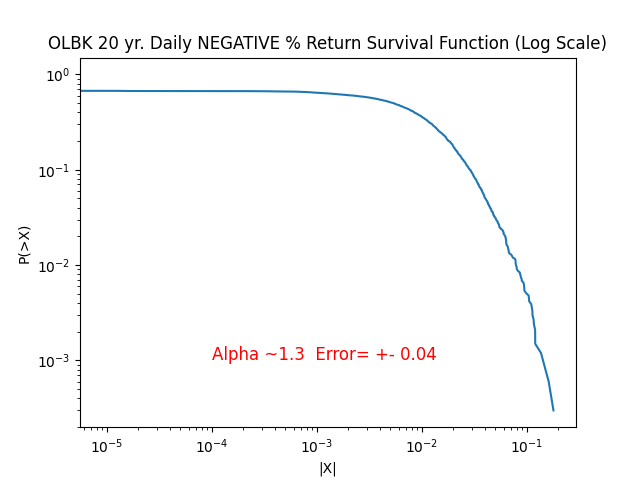 OLBK 20 yr. Daily NEGATIVE % Return Survival Function (Log Scale)
10⁰
10⁻¹
10⁻²
10⁻³
P(>X)
Alpha ~1.3  Error= +- 0.04
10⁻⁵ 10⁻⁴ 10⁻³ 10⁻² 10⁻¹
|X|